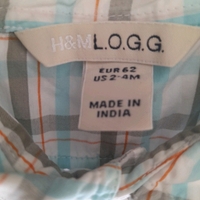 H&M L.O.G.G.
EUR 62
US 2-4M
MADE IN
INDIA